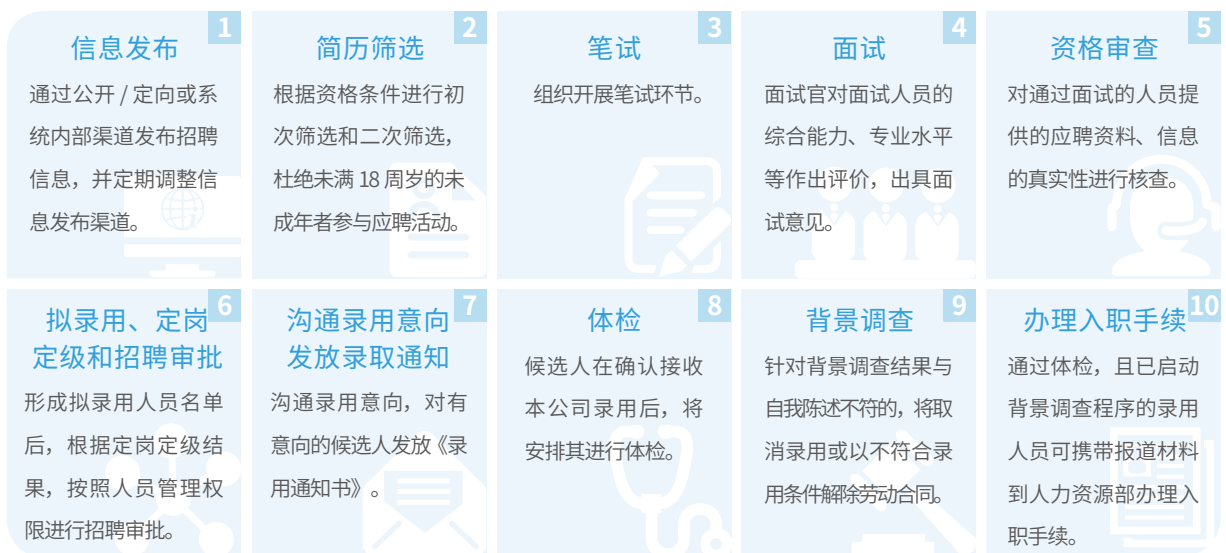 1
信息发布
通过公开 / 定向或系
统内部渠道发布招聘
信息，并定期调整信
息发布渠道。
2
简历筛选
根据资格条件进行初
次筛选和二次筛选，
杜绝未满 18 周岁的未
成年者参与应聘活动。
3
笔试
组织开展笔试环节。
4
面试
面试官对面试人员的
综合能力、专业水平
等作出评价，出具面
试意见。
5
资格审查
对通过面试的人员提
供的应聘资料、信息
的真实性进行核查。
6
拟录用、定岗
定级和招聘审批
形成拟录用人员名单
后，根据定岗定级结
果，按照人员管理权
限进行招聘审批。
7
沟通录用意向
发放录取通知
沟通录用意向，对有
意向的候选人发放《录
用通知书》。
8
体检
候选人在确认接收
本公司录用后，将
安排其进行体检。
9
背景调查
针对背景调查结果与
自我陈述不符的，将取
消录用或以不符合录
用条件解除劳动合同。
10
办理入职手续
通过体检，且已启动
背景调查程序的录用
人员可携带报道材料
到人力资源部办理入
职手续。